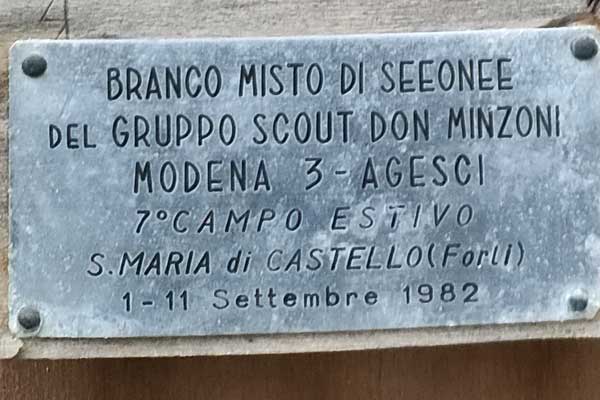 BRANCO MISTO DI SEEONEE
DEL GRUPPO SCOUT DON MINZONI
MODENA 3 - AGESCI
7° CAMPO ESTIVO
S. MARIA di CASTELLO (Forlì)
1 - 11 Settembre 1982